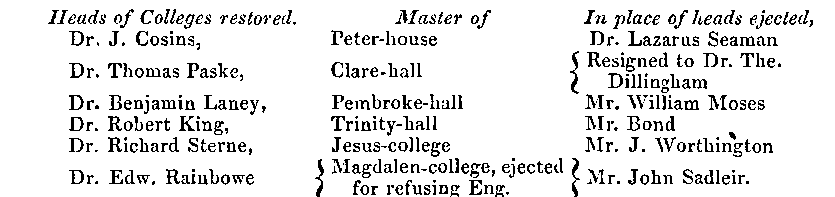 Heads of Colleges restored. Master of In place of heads ejected,
Dr. J. Cosins, Peter-house Dr. Lazarus Seaman
Dr. Thomas Paske, Clare-hall { Resigned to Dr. The. Dillingham
Dr. Benjamin Laney, Pembroke-hall Mr. William Moses
Dr. Robert King, Trinity-hall Mr. Bond
Dr. Richard Sterne, Jesus-college Mr. J. Worthington
Dr. Edw. Rainbowe { Magdalen-college, ejected for refusing Eng. } Mr. John Sadleir.